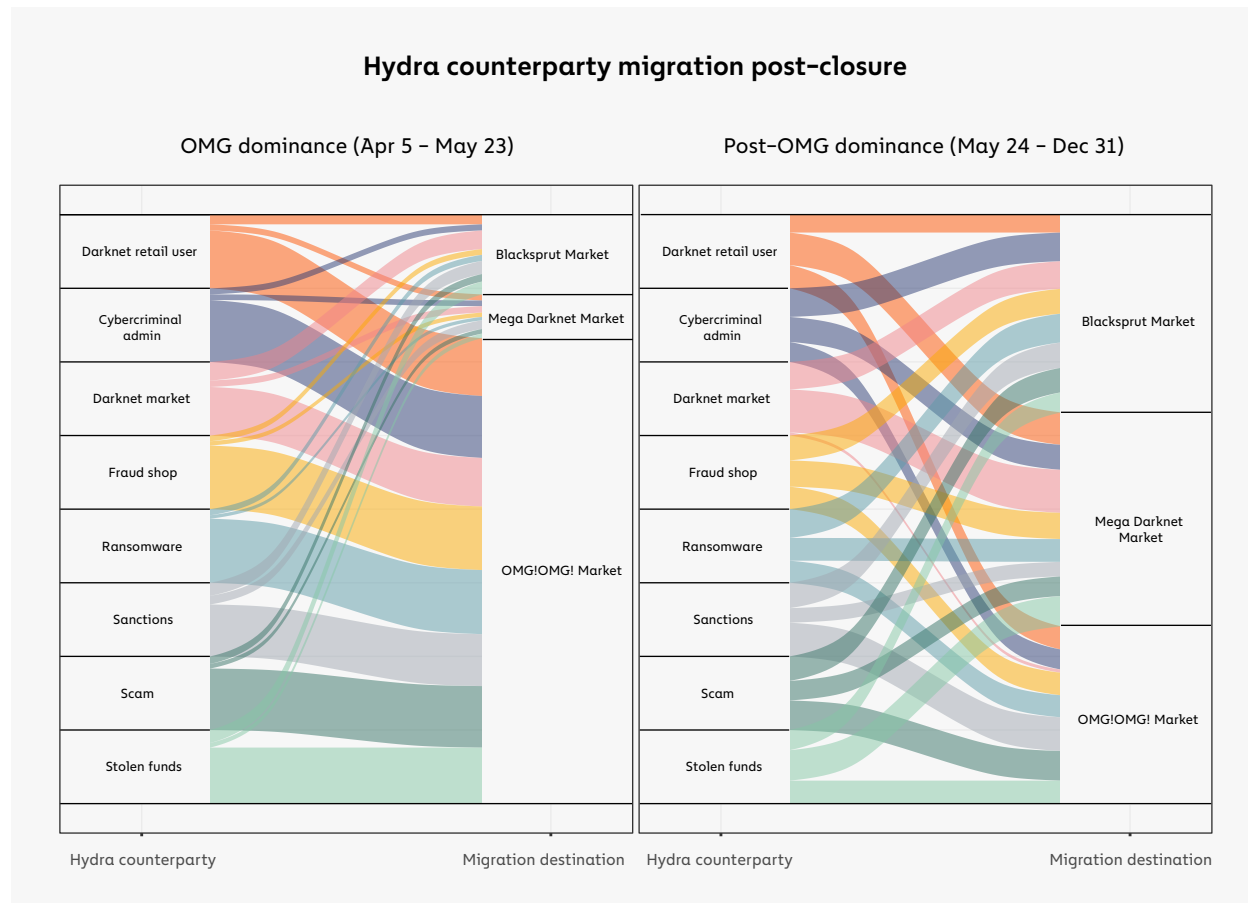 Hydra counterparty migration post-closure
OMG dominance (Apr 5 – May 23)
Darknet retail user
Cybercriminal
admin
Darknet market
Fraud shop
Ransomware
Sanctions
Scam
Stolen funds
Blacksprut Market
Mega Darknet Market
OMG!OMG! Market
Hydra counterparty
Migration destination
Post-OMG dominance (May 24 – Dec 31)
Darknet retail user
Cybercriminal
admin
Darknet market
Fraud shop
Ransomware
Sanctions
Scam
Stolen funds
Blacksprut Market
Mega Darknet
Market
OMG!OMG! Market
Hydra counterparty
Migration destination